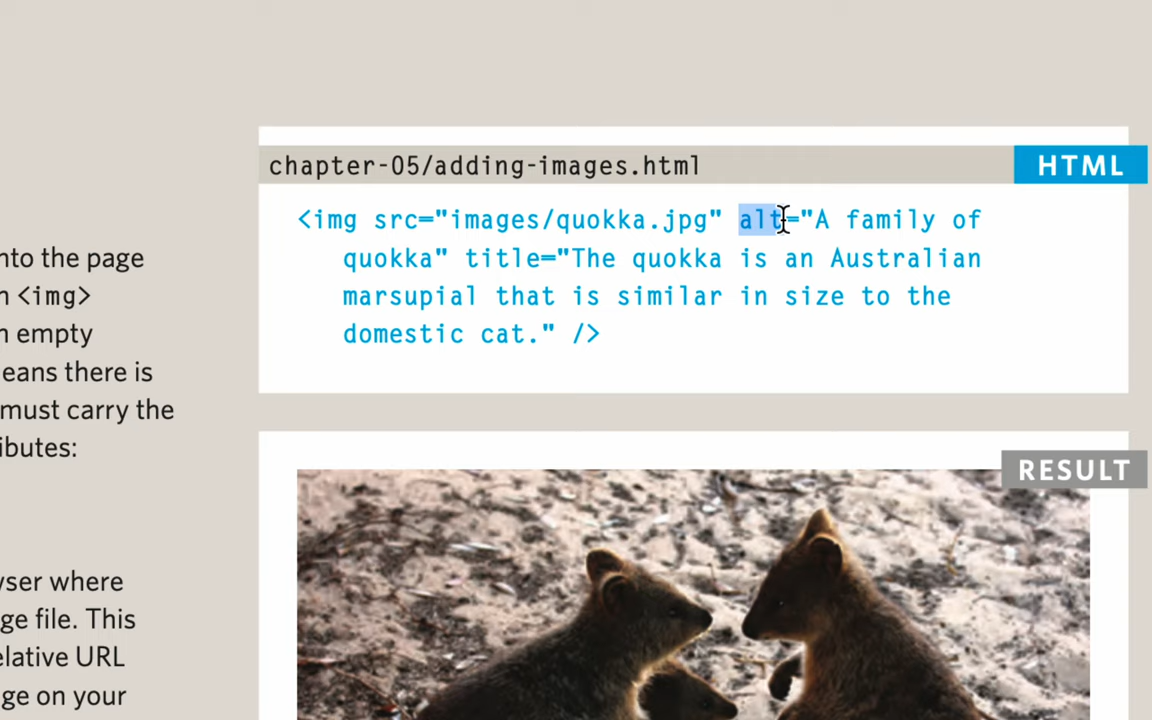 chapter-05/adding-images.html
HTML
<img src="images/quokka.jpg" alt="A family of
quokka" title="The quokka is an Australian
marsupial that is similar in size to the
domestic cat." />
nto the page
<img>
empty
eans there is
must carry the
ibutes:
RESULT
wser where
ge file. This
elative URL
ge on your